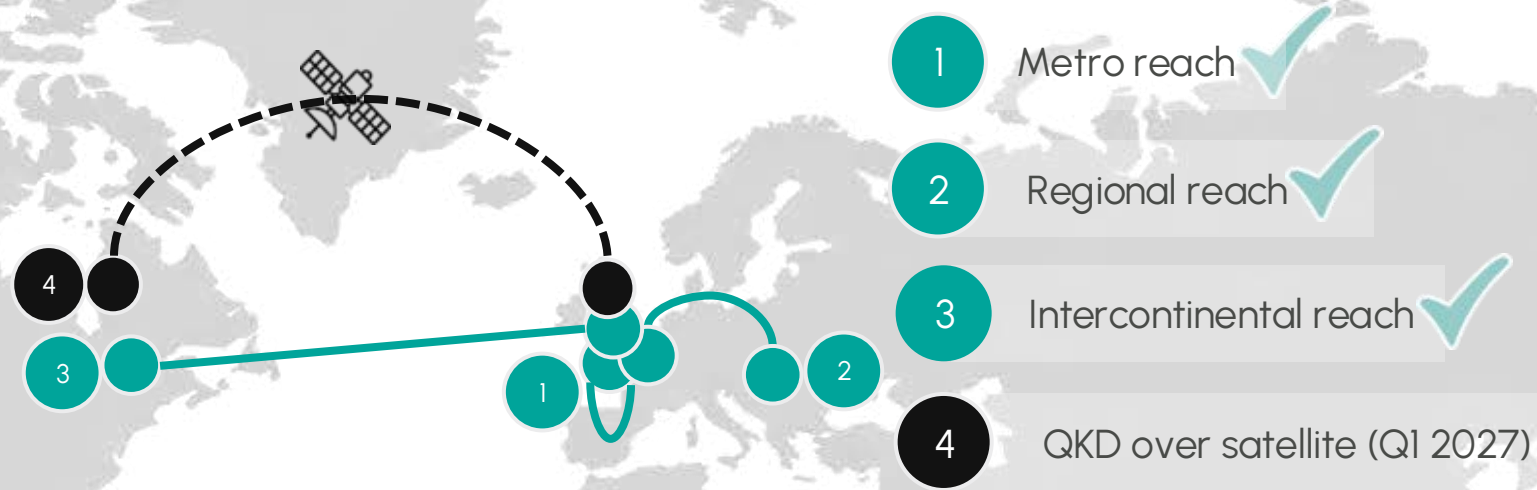 1 Metro reach
2 Regional reach
3 Intercontinental reach
4 QKD over satellite (Q1 2027)
4
3
1
2